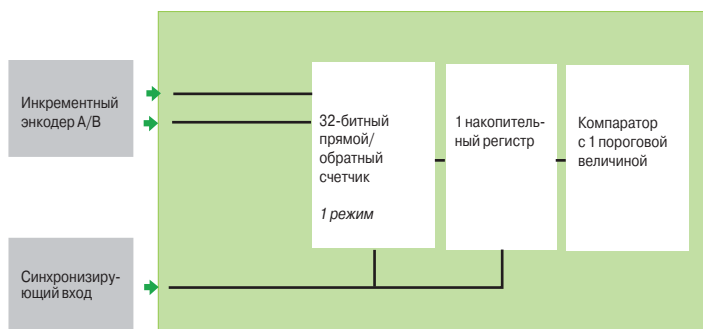 Инкрементный
энкодер A/B
32-битный
прямой/
обратный
счетчик
1 режим
1 накопитель-
ный регистр
Компаратор
с 1 пороговой
величиной
Синхронизиру-
ющий вход